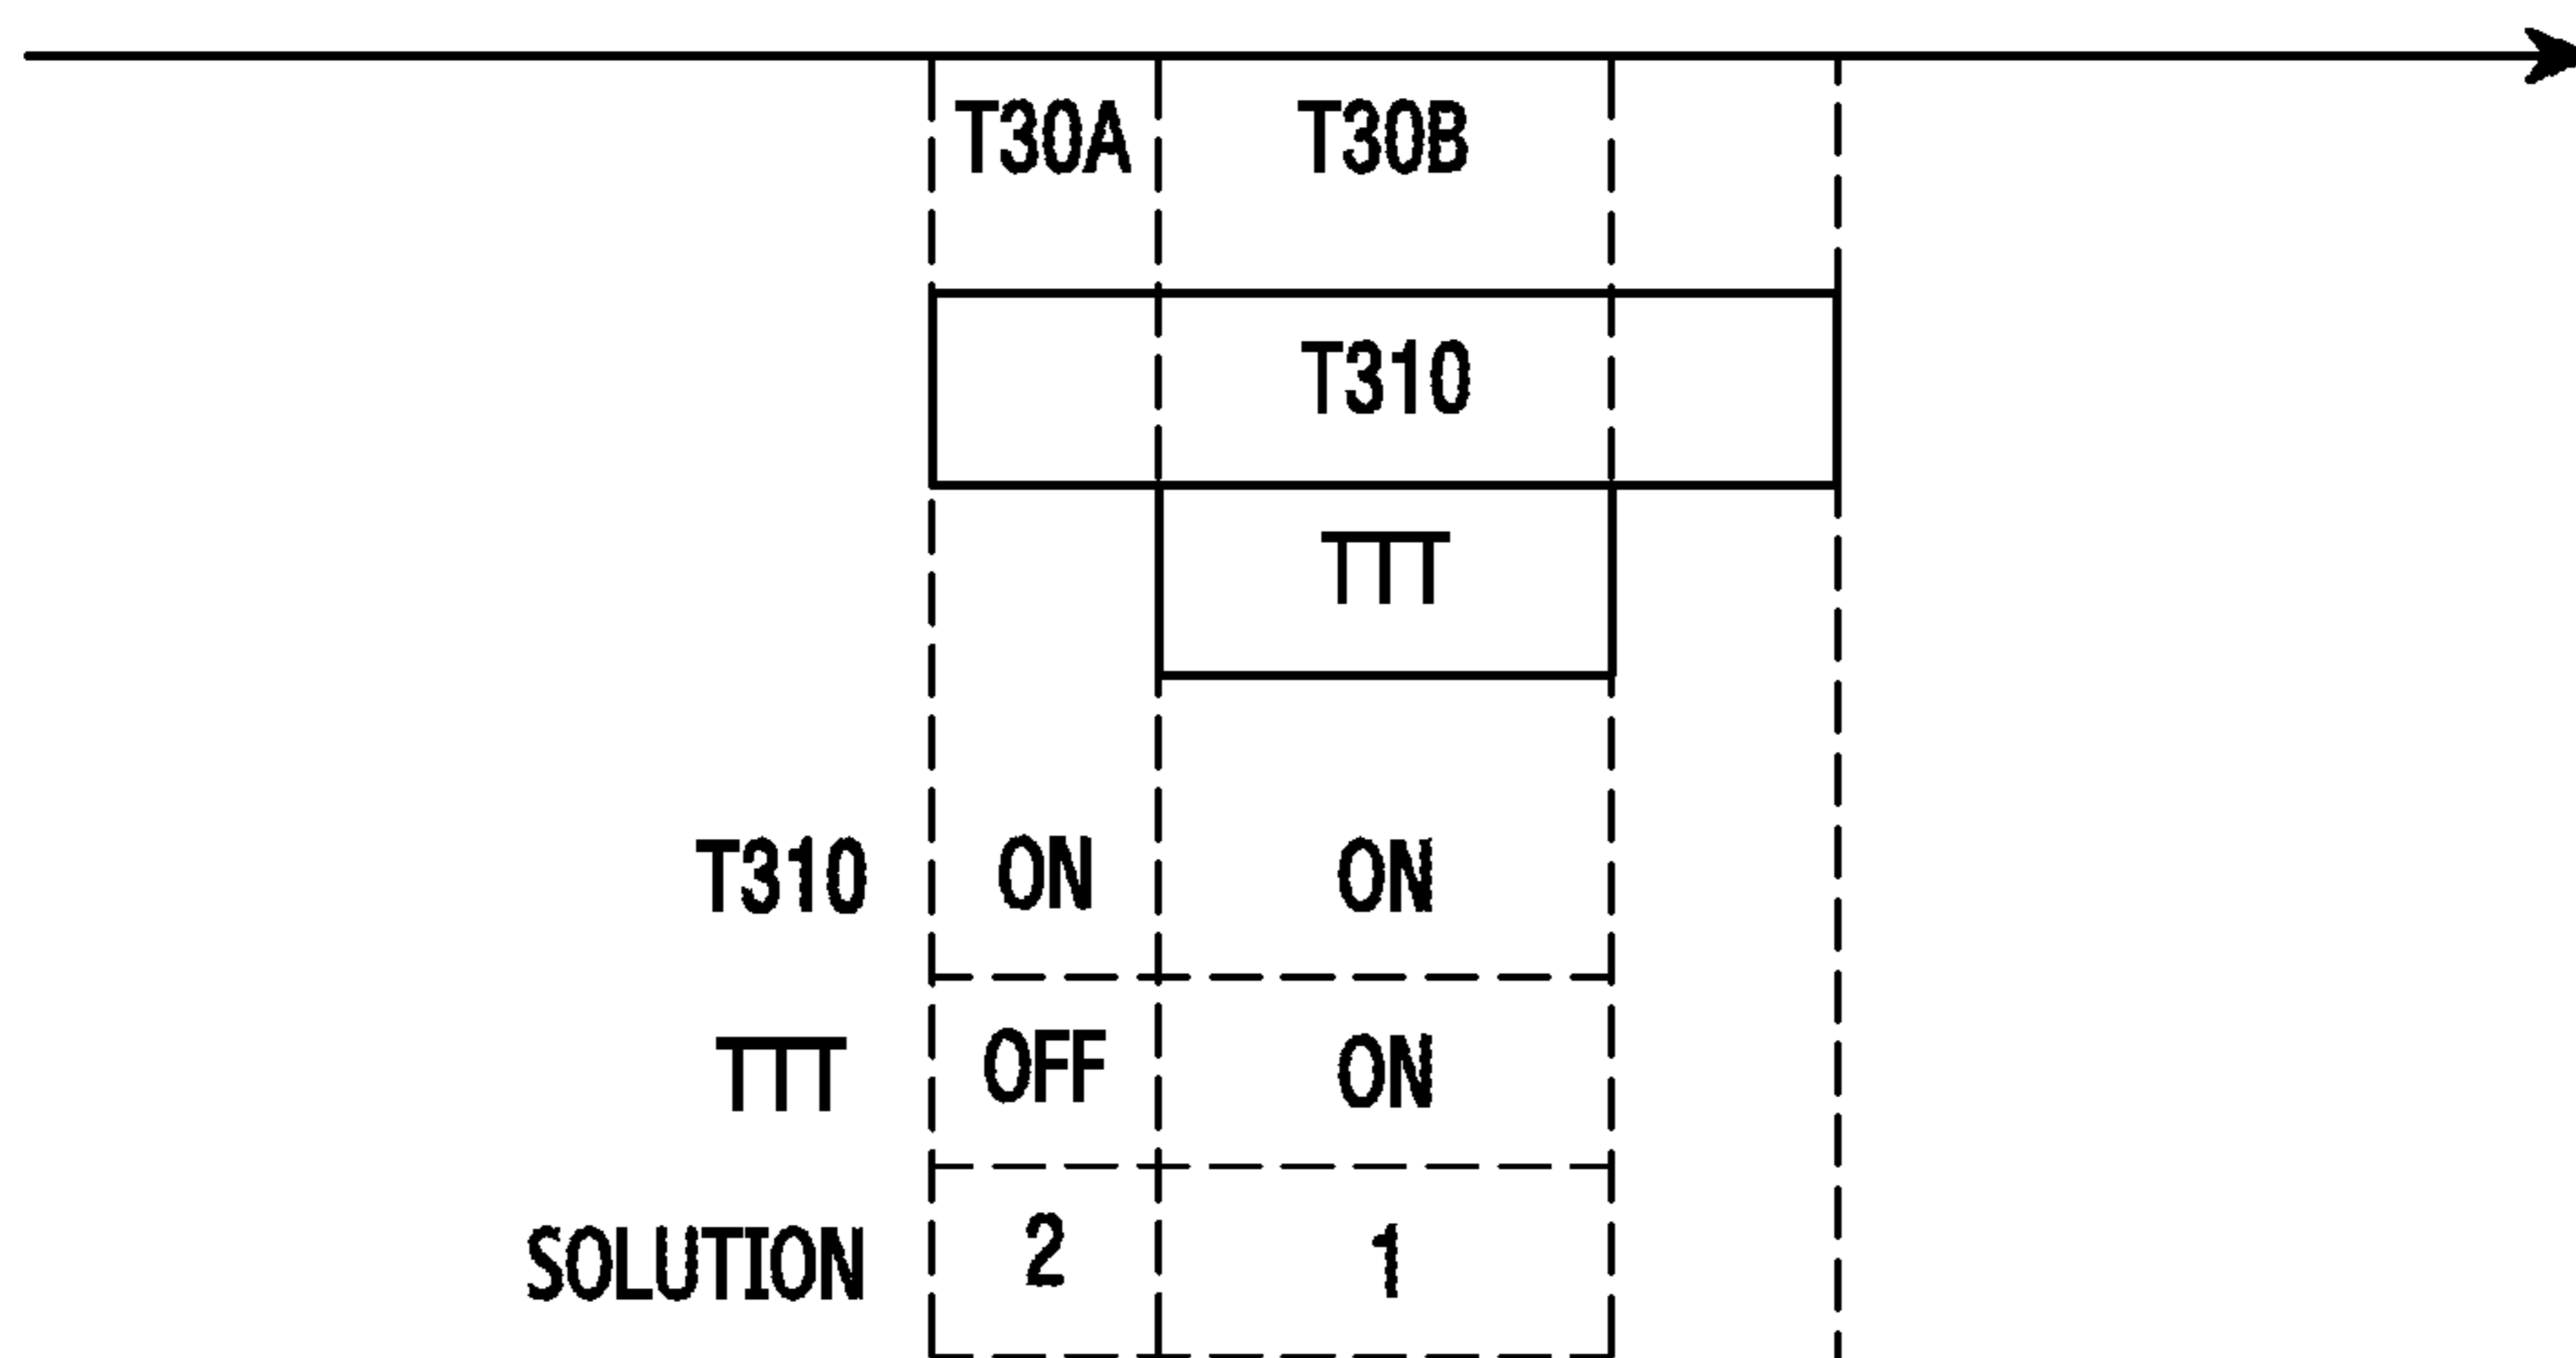 T30A T30B
T310
TTT
T310 ON ON
TTT OFF ON
SOLUTION 2 1